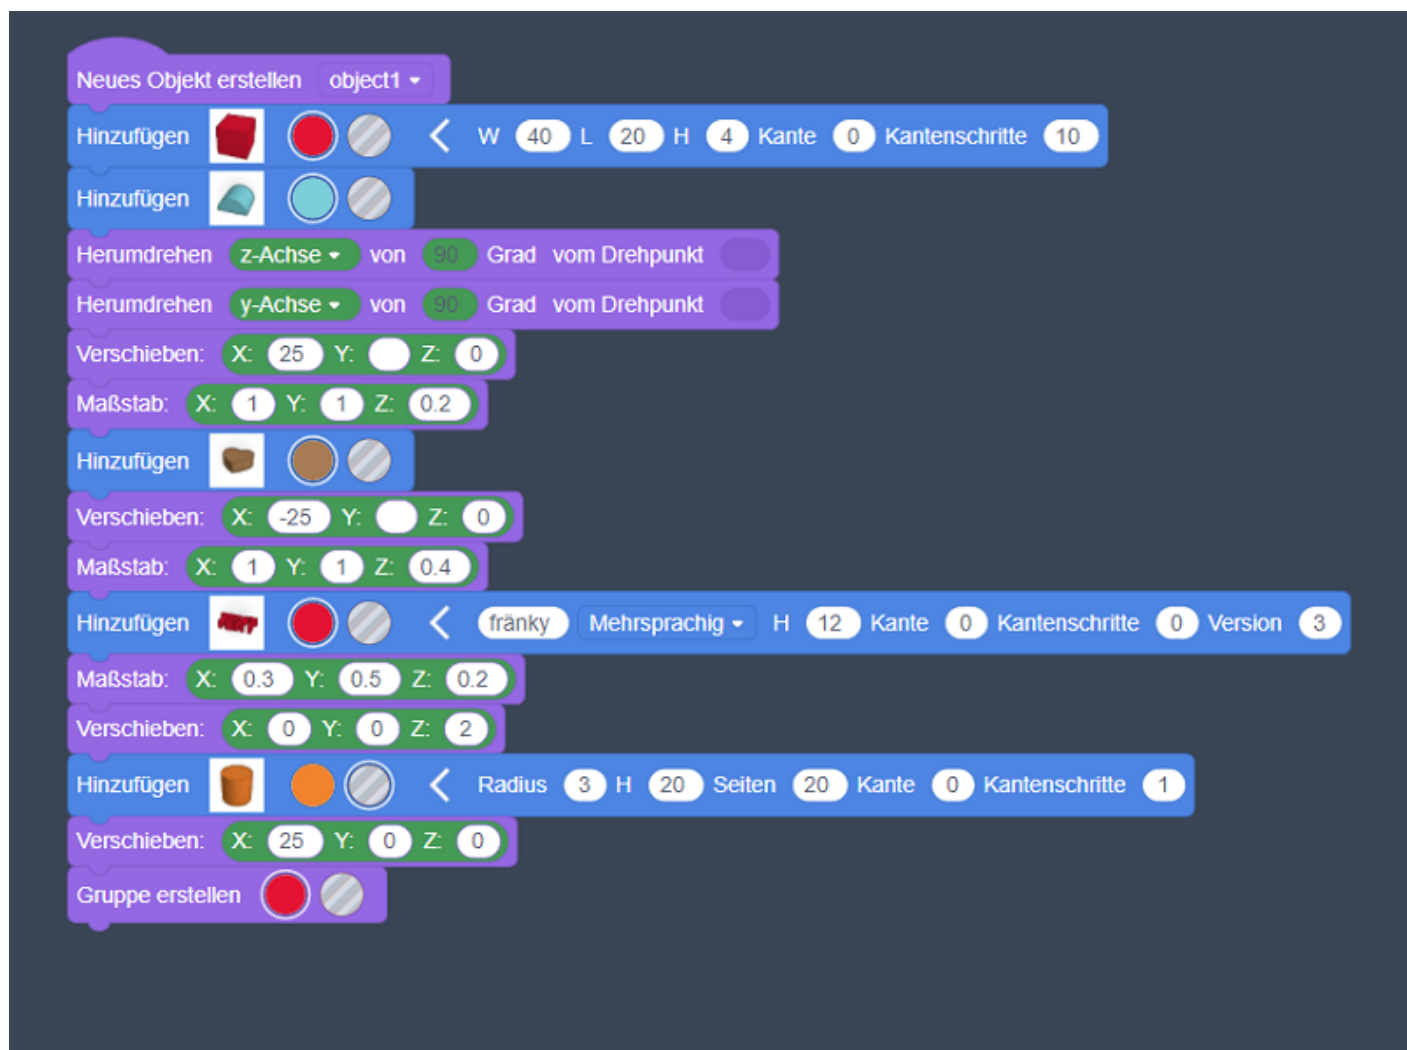 Neues Objekt erstellen object1
Hinzufügen W 40 L 20 H 4 Kante 0 Kantenschritte 10
Hinzufügen
Herumdrehen z-Achse von 90 Grad vom Drehpunkt
Herumdrehen y-Achse von 90 Grad vom Drehpunkt
Verschieben: X: 25 Y: Z: 0
Maßstab: X: 1 Y: 1 Z: 0.2
Hinzufügen
Verschieben: X: -25 Y: Z: 0
Maßstab: X: 1 Y: 1 Z: 0.4
Hinzufügen fränky Mehrsprachig H 12 Kante 0 Kantenschritte 0 Version 3
Maßstab: X: 0.3 Y: 0.5 Z: 0.2
Verschieben: X: 0 Y: 0 Z: 2
Hinzufügen Radius 3 H 20 Seiten 20 Kante 0 Kantenschritte 1
Verschieben: X: 25 Y: 0 Z: 0
Gruppe erstellen